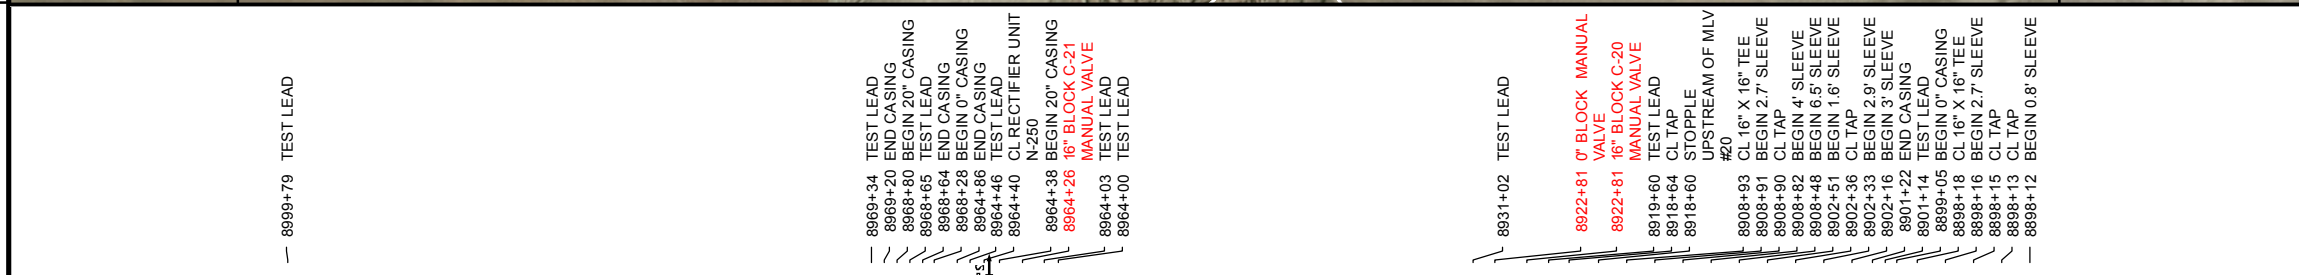 8999+79 TEST LEAD
8969+34 TEST LEAD
8969+20 END CASING
8968+80 BEGIN 20" CASING
8968+65 TEST LEAD
8968+64 END CASING
8968+28 BEGIN 0" CASING
8964+86 END CASING
8964+46 TEST LEAD
8964+40 CL RECTIFIER UNIT
N-250
8964+38 BEGIN 20" CASING
8964+26 16" BLOCK C-21
MANUAL VALVE
8964+03 TEST LEAD
8964+00 TEST LEAD
8931+02 TEST LEAD
8922+81 0" BLOCK MANUAL
VALVE
8922+81 16" BLOCK C-20
MANUAL VALVE
8919+60 TEST LEAD
8918+64 CL TAP
8918+60 STOPPLE
UPSTREAM OF MLV
#20
8908+93 CL 16" X 16" TEE
8908+91 BEGIN 2.7' SLEEVE
8908+90 CL TAP
8908+82 BEGIN 4' SLEEVE
8908+48 BEGIN 6.5' SLEEVE
8902+51 BEGIN 1.6' SLEEVE
8902+36 CL TAP
8902+33 BEGIN 2.9' SLEEVE
8902+16 BEGIN 3' SLEEVE
8901+22 END CASING
8901+14 TEST LEAD
8899+05 BEGIN 0" CASING
8898+18 CL 16" X 16" TEE
8898+16 BEGIN 2.7' SLEEVE
8898+15 CL TAP
8898+13 CL TAP
8898+12 BEGIN 0.8' SLEEVE